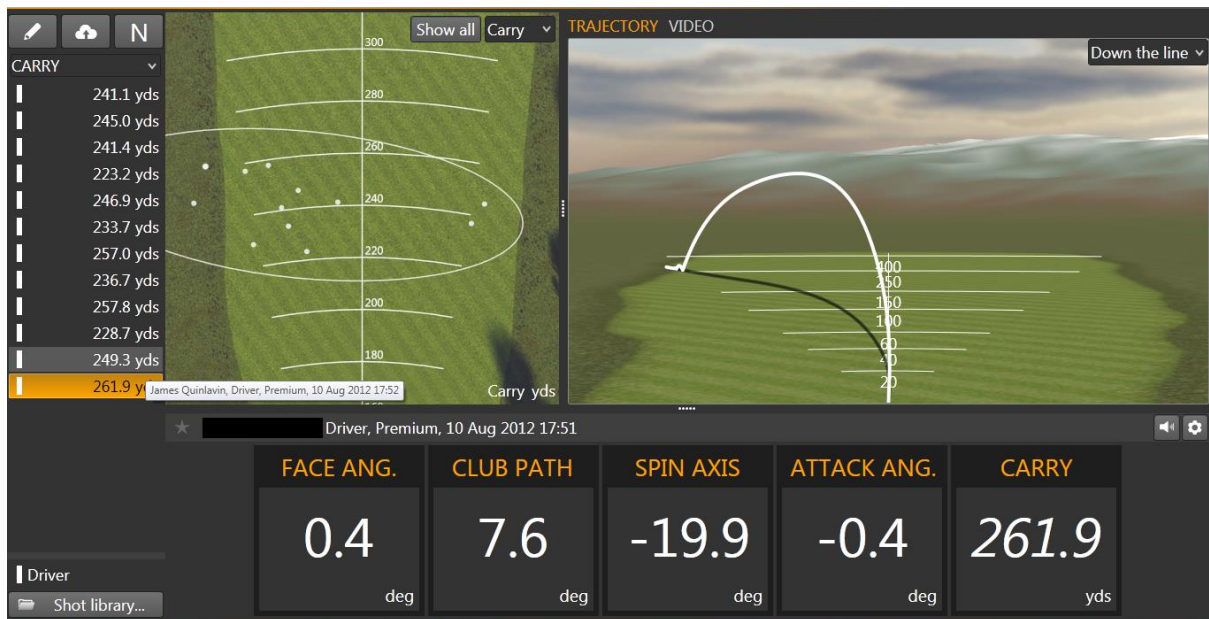 N
Show all
Carry
TRAJECTORY VIDEO
Down the line
CARRY
241.1 yds
245.0 yds
241.4 yds
223.2 yds
246.9 yds
233.7 yds
257.0 yds
236.7 yds
257.8 yds
228.7 yds
249.3 yds
261.9
James Quinlavin, Driver, Premium, 10 Aug 2012 17:52
300
280
260
240
220
200
180
Carry yds
400
250
150
100
60
40
20
Driver, Premium, 10 Aug 2012 17:51
FACE ANG.
0.4
deg
CLUB PATH
7.6
deg
SPIN AXIS
-19.9
deg
ATTACK ANG.
-0.4
deg
CARRY
261.9
yds
Driver
Shot library...